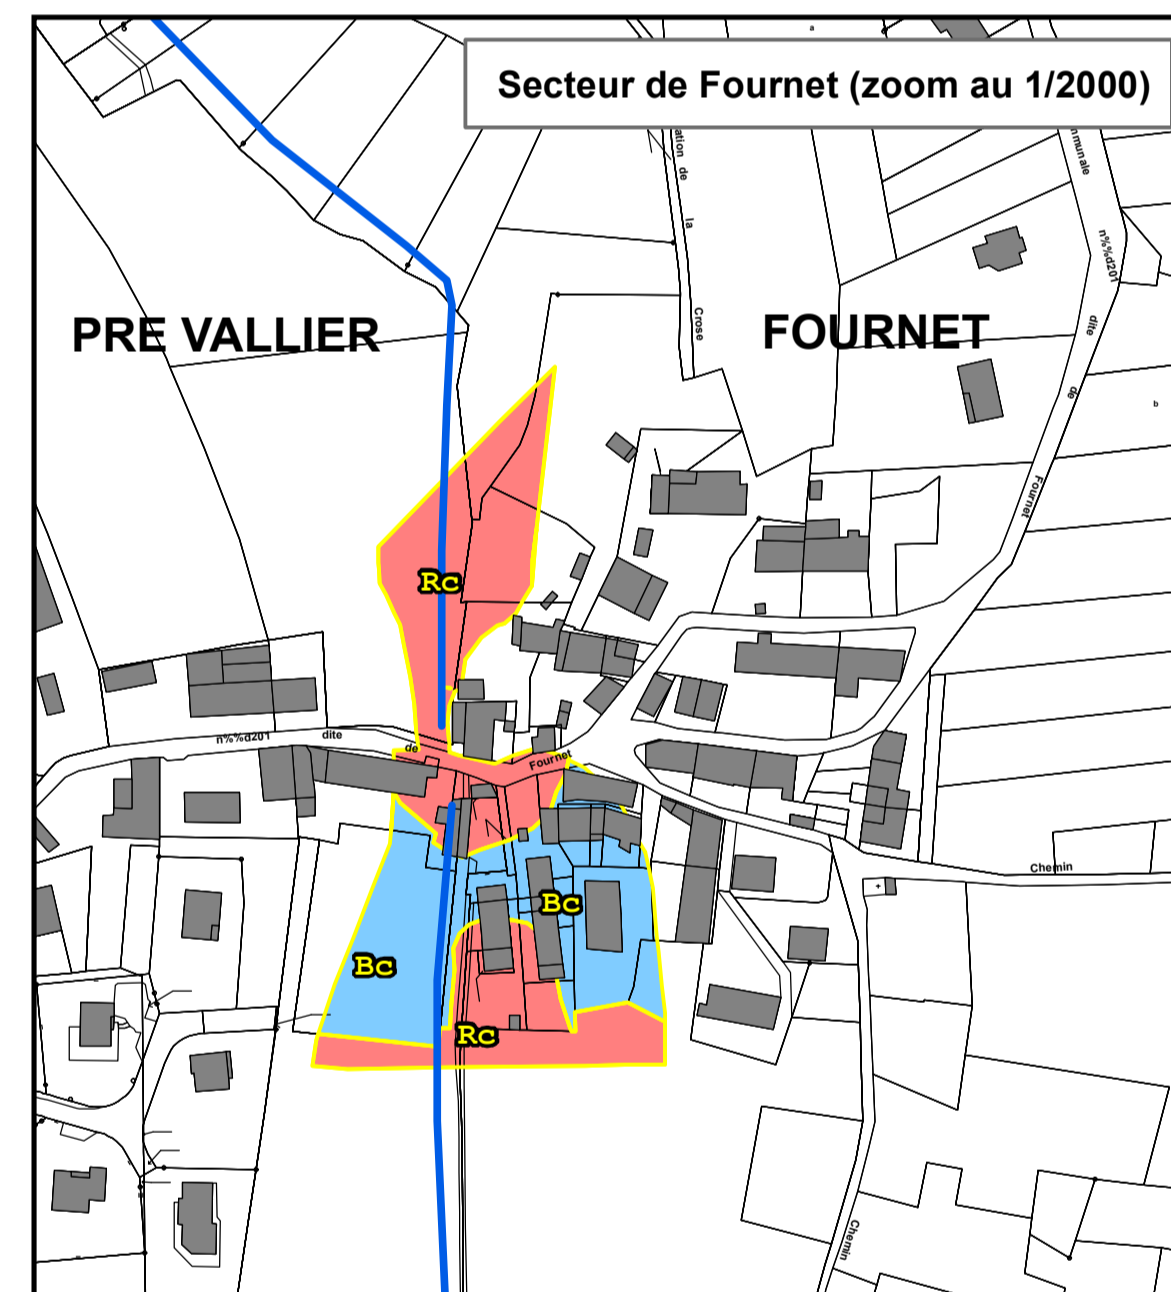 Secteur de Fournet (zoom au 1/2000)
ation de la Crose
mmunale
n%%d201
dite
de
Fournet
PRE VALLIER
FOURNET
b
Rc
n%%d201 dite de Fournet
Chemin
Bc
Bc
Rc
Chemin